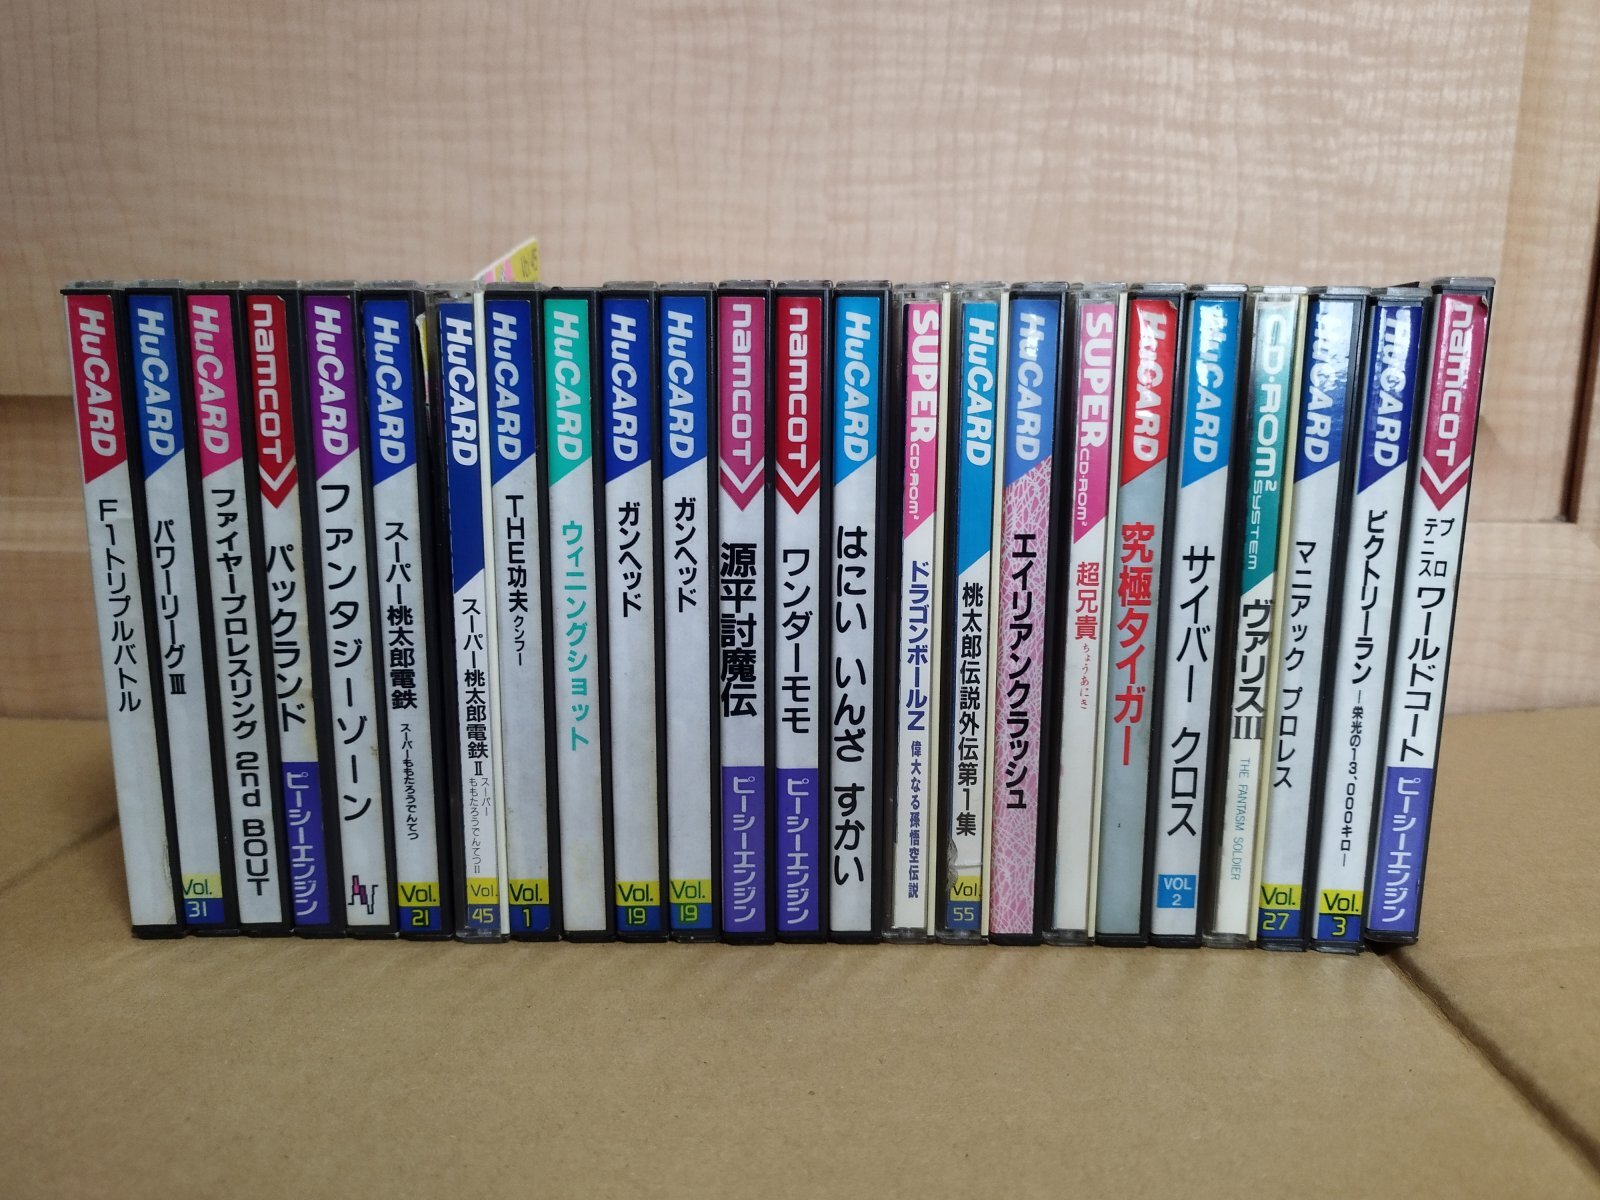 HuCARD
F1トリプルバトル
HuCARD
パワーリーグⅢ
Vol.
31
HuCARD
ファイヤープロレスリング 2nd BOUT
namcot
パックランド
ピーシーエンジン
HuCARD
ファンタジーゾーン
HuCARD
スーパー桃太郎電鉄
スーパーももたろうでんてつ
Vol.
21
HuCARD
スーパー桃太郎電鉄Ⅱ
スーパー
ももたろうでんてつⅡ
Vol.
45
HuCARD
THE功夫 クンフー
Vol.
1
HuCARD
ウィニングショット
HuCARD
ガンヘッド
Vol.
19
HuCARD
ガンヘッド
Vol.
19
namcot
源平討魔伝
ピーシーエンジン
namcot
ワンダーモモ
ピーシーエンジン
HuCARD
はにい いんざ すかい
SUPER CD-ROM²
ドラゴンボールZ 偉大なる孫悟空伝説
HuCARD
桃太郎伝説外伝第1集
Vol.
55
HuCARD
エイリアンクラッシュ
SUPER CD-ROM²
超兄貴 ちょうあにき
HuCARD
究極タイガー
HuCARD
サイバー クロス
VOL
2
CD・ROM² SYSTEM
ヴァリスIII
THE FANTASM SOLDIER
HuCARD
マニアック プロレス
Vol.
27
HuCARD
ビクトリーラン ー栄光の13,000キロー
Vol.
3
namcot
プロ
テニス
ワールドコート
ピーシーエンジン